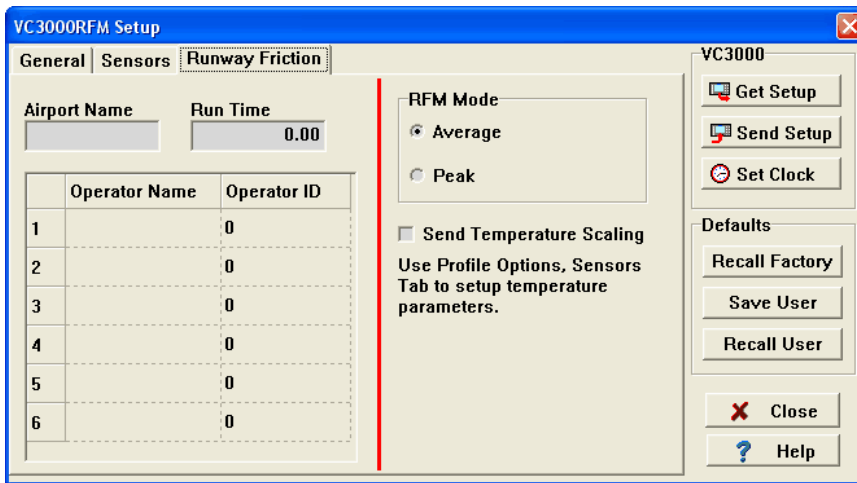 VC3000RFM Setup
General Sensors Runway Friction
Airport Name Run Time
0.00
Operator Name Operator ID
1 0
2 0
3 0
4 0
5 0
6 0
RFM Mode
Average
Peak
Send Temperature Scaling
Use Profile Options, Sensors
Tab to setup temperature
parameters.
VC3000
Get Setup
Send Setup
Set Clock
Defaults
Recall Factory
Save User
Recall User
Close
? Help